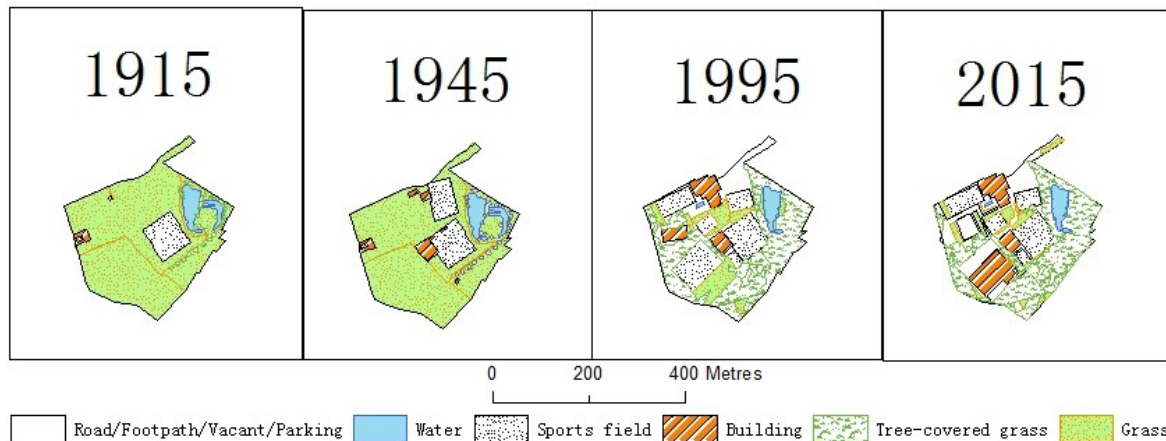 1915
1945
1995
2015
0 200 400 Metres
Road/Footpath/Vacant/Parking Water Sports field Building Tree-covered grass Grass